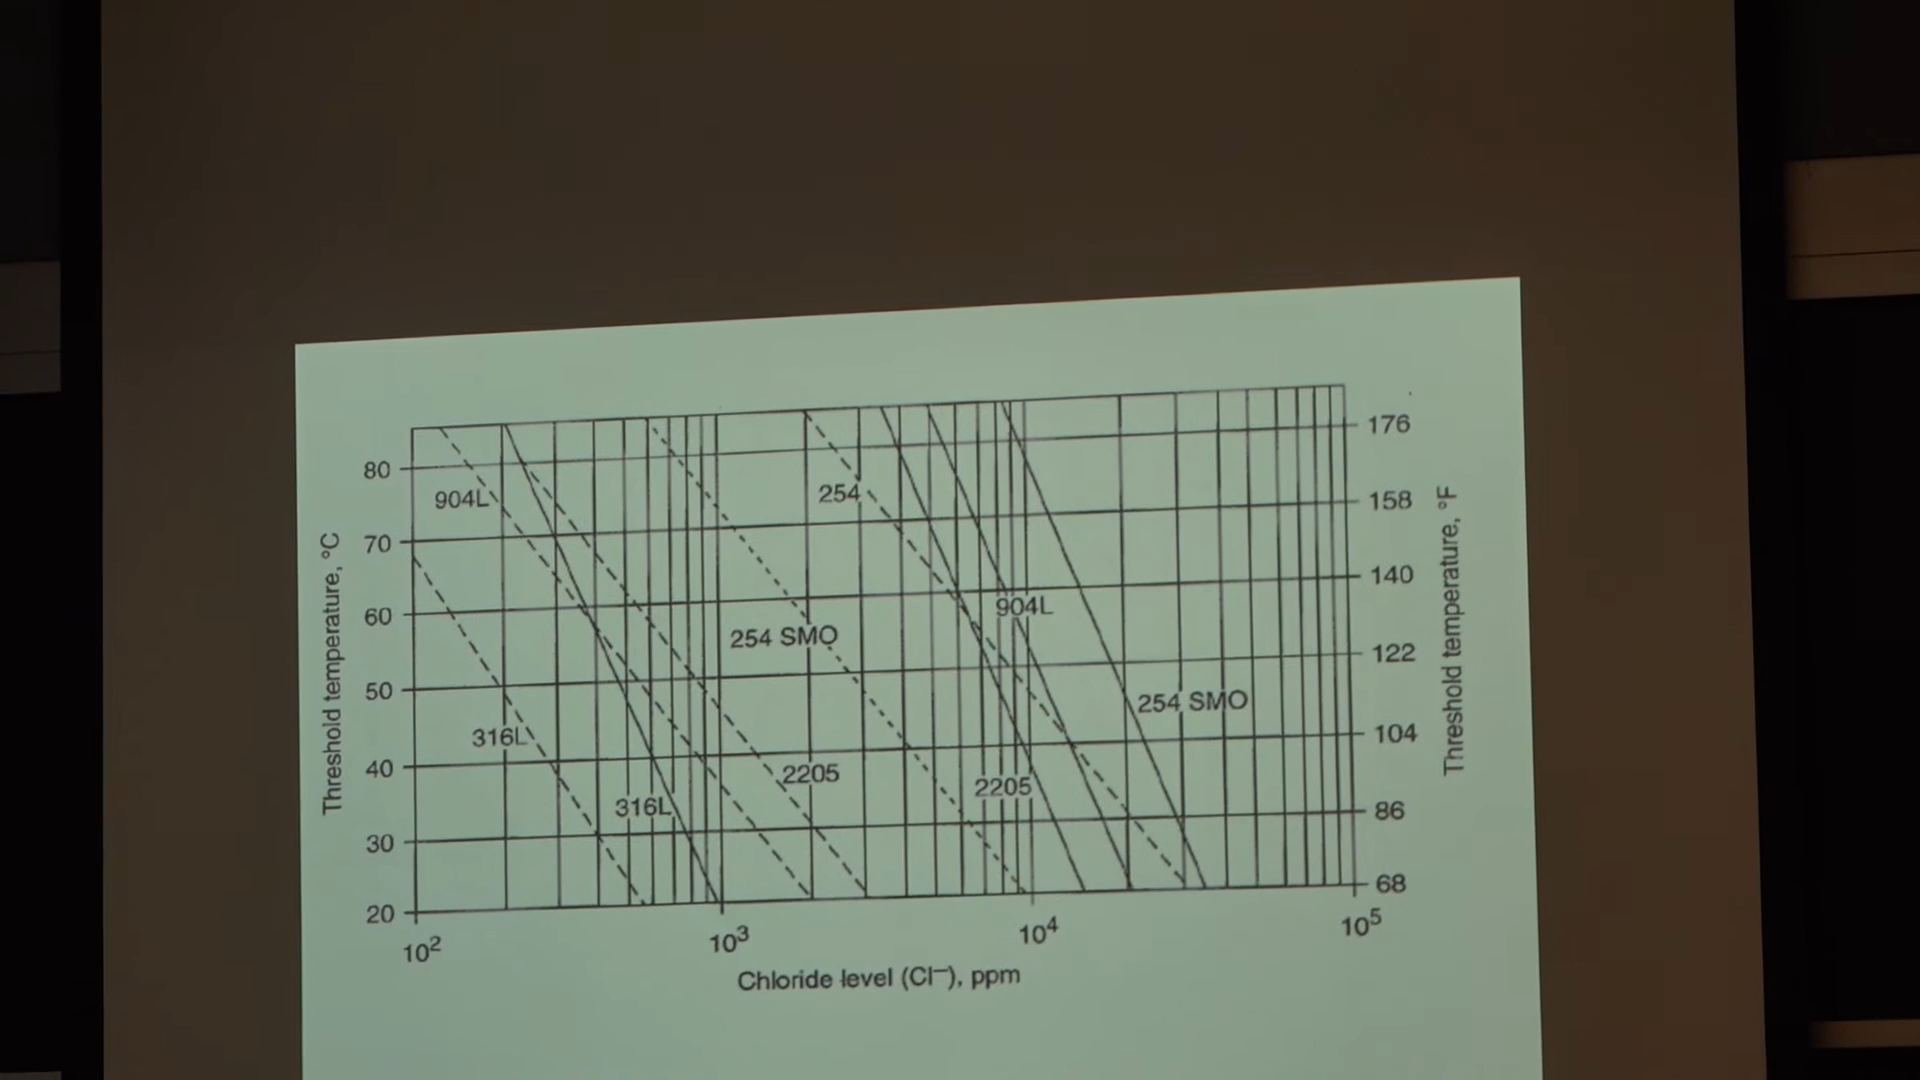 176
80
904L
254
158
70
140
60
904L
254 SMO
122
50
254 SMO
316L
104
40
2205
2205
316L
86
30
68
20
10²
10³
10⁴
10⁵
Threshold temperature, °C
Threshold temperature, °F
Chloride level (Cl⁻), ppm